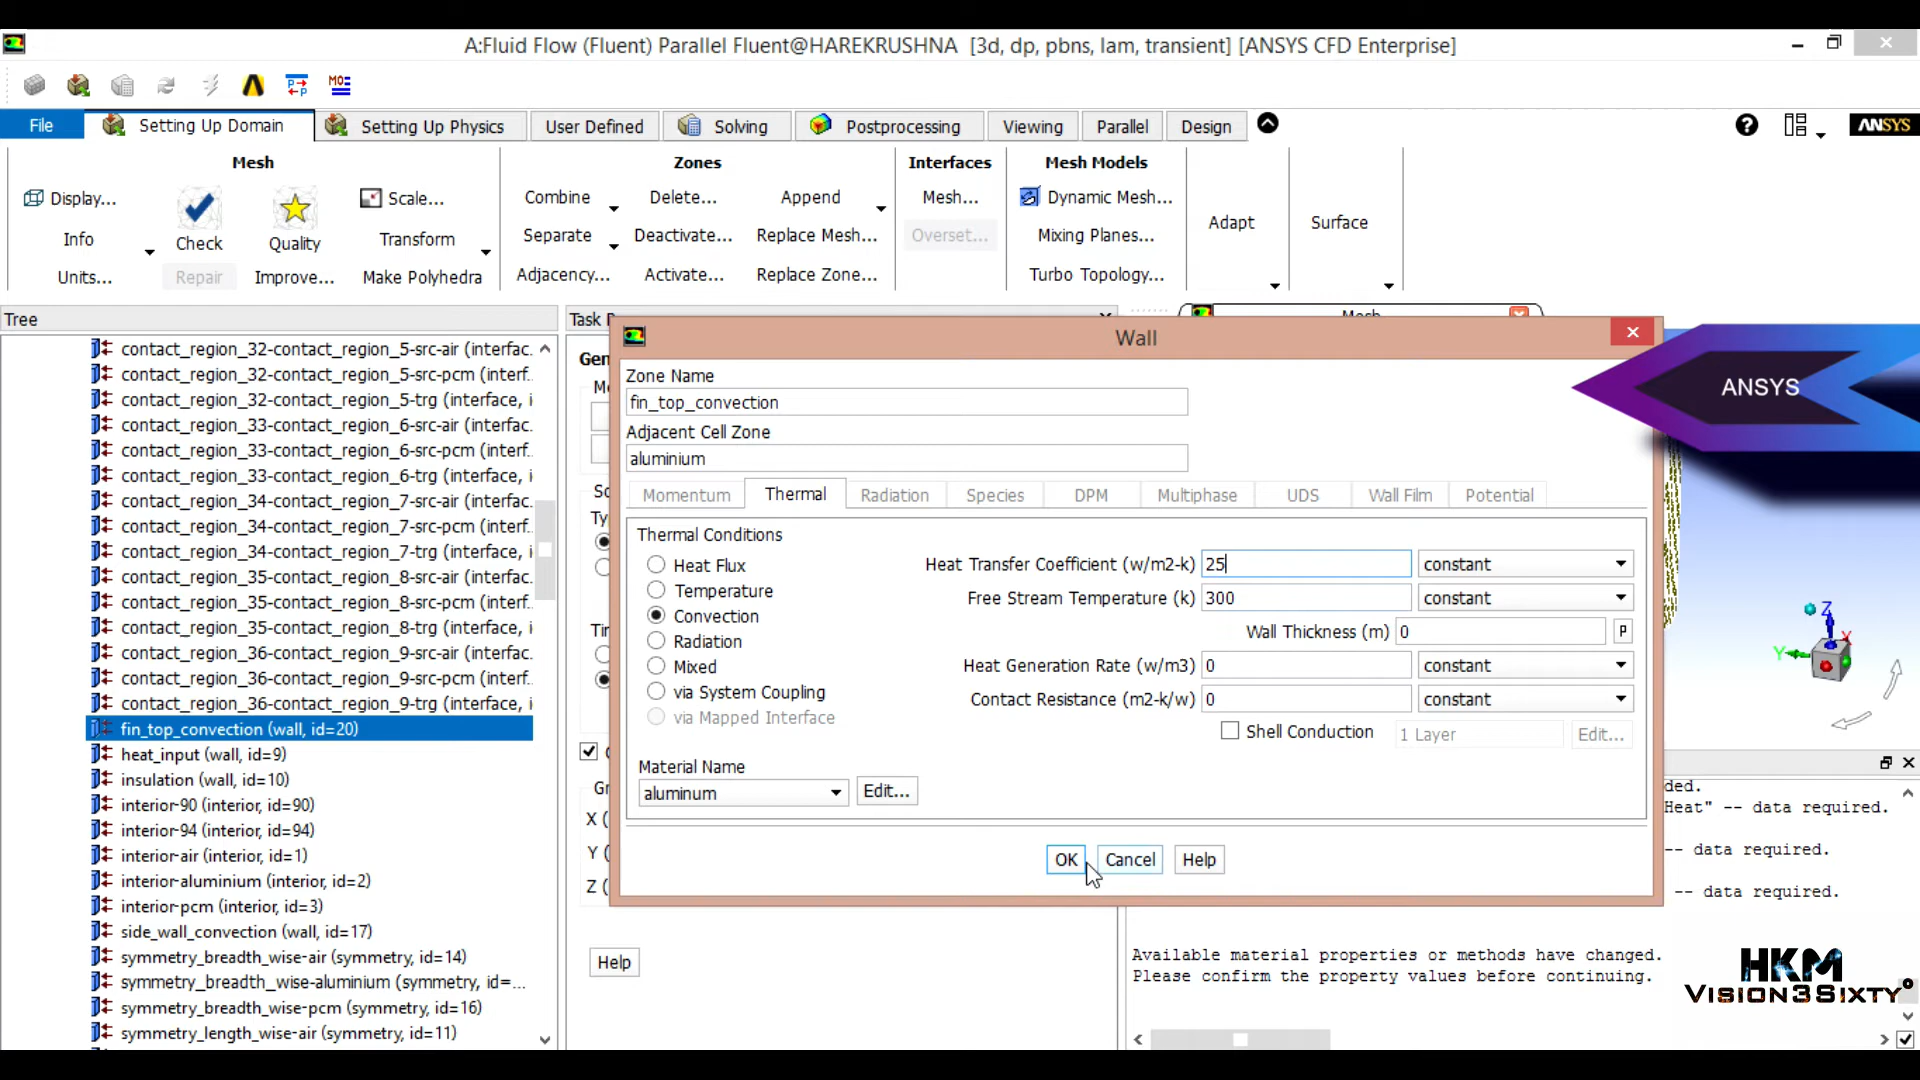 A:Fluid Flow (Fluent) Parallel Fluent@HAREKRUSHNA [3d, dp, pbns, lam, transient] [ANSYS CFD Enterprise]
File
Setting Up Domain
Setting Up Physics
User Defined
Solving
Postprocessing
Viewing
Parallel
Design
ANSYS
Mesh
Zones
Interfaces
Mesh Models
Display...
Info
Units...
Check
Repair
Quality
Improve...
Scale...
Transform
Make Polyhedra
Combine
Separate
Adjacency...
Delete...
Deactivate...
Activate...
Append
Replace Mesh...
Replace Zone...
Mesh...
Overset...
Dynamic Mesh...
Mixing Planes...
Turbo Topology...
Adapt
Surface
Tree
Task
Mesh
contact_region_32-contact_region_5-src-air (interfac.
contact_region_32-contact_region_5-src-pcm (interf.
contact_region_32-contact_region_5-trg (interface, i
contact_region_33-contact_region_6-src-air (interfac.
contact_region_33-contact_region_6-src-pcm (interf.
contact_region_33-contact_region_6-trg (interface, i
contact_region_34-contact_region_7-src-air (interfac.
contact_region_34-contact_region_7-src-pcm (interf.
contact_region_34-contact_region_7-trg (interface, i
contact_region_35-contact_region_8-src-air (interfac.
contact_region_35-contact_region_8-src-pcm (interf.
contact_region_35-contact_region_8-trg (interface, i
contact_region_36-contact_region_9-src-air (interfac.
contact_region_36-contact_region_9-src-pcm (interf.
contact_region_36-contact_region_9-trg (interface, i
fin_top_convection (wall, id=20)
heat_input (wall, id=9)
insulation (wall, id=10)
interior-90 (interior, id=90)
interior-94 (interior, id=94)
interior-air (interior, id=1)
interior-aluminium (interior, id=2)
interior-pcm (interior, id=3)
side_wall_convection (wall, id=17)
symmetry_breadth_wise-air (symmetry, id=14)
symmetry_breadth_wise-aluminium (symmetry, id=...
symmetry_breadth_wise-pcm (symmetry, id=16)
symmetry_length_wise-air (symmetry, id=11)
Gen
Me
So
Ty
Ti
Gr
X (
Y (
Z (
Help
Wall
Zone Name
fin_top_convection
Adjacent Cell Zone
aluminium
Momentum
Thermal
Radiation
Species
DPM
Multiphase
UDS
Wall Film
Potential
Thermal Conditions
Heat Flux
Temperature
Convection
Radiation
Mixed
via System Coupling
via Mapped Interface
Heat Transfer Coefficient (w/m2-k) 25 constant
Free Stream Temperature (k) 300 constant
Wall Thickness (m) 0 P
Heat Generation Rate (w/m3) 0 constant
Contact Resistance (m2-k/w) 0 constant
Shell Conduction 1 Layer Edit...
Material Name
aluminum Edit...
OK Cancel Help
ANSYS
Z
X
Y
ded.
Heat" -- data required.
-- data required.
-- data required.
Available material properties or methods have changed.
Please confirm the property values before continuing.
HKM
VISION3SIXTY°